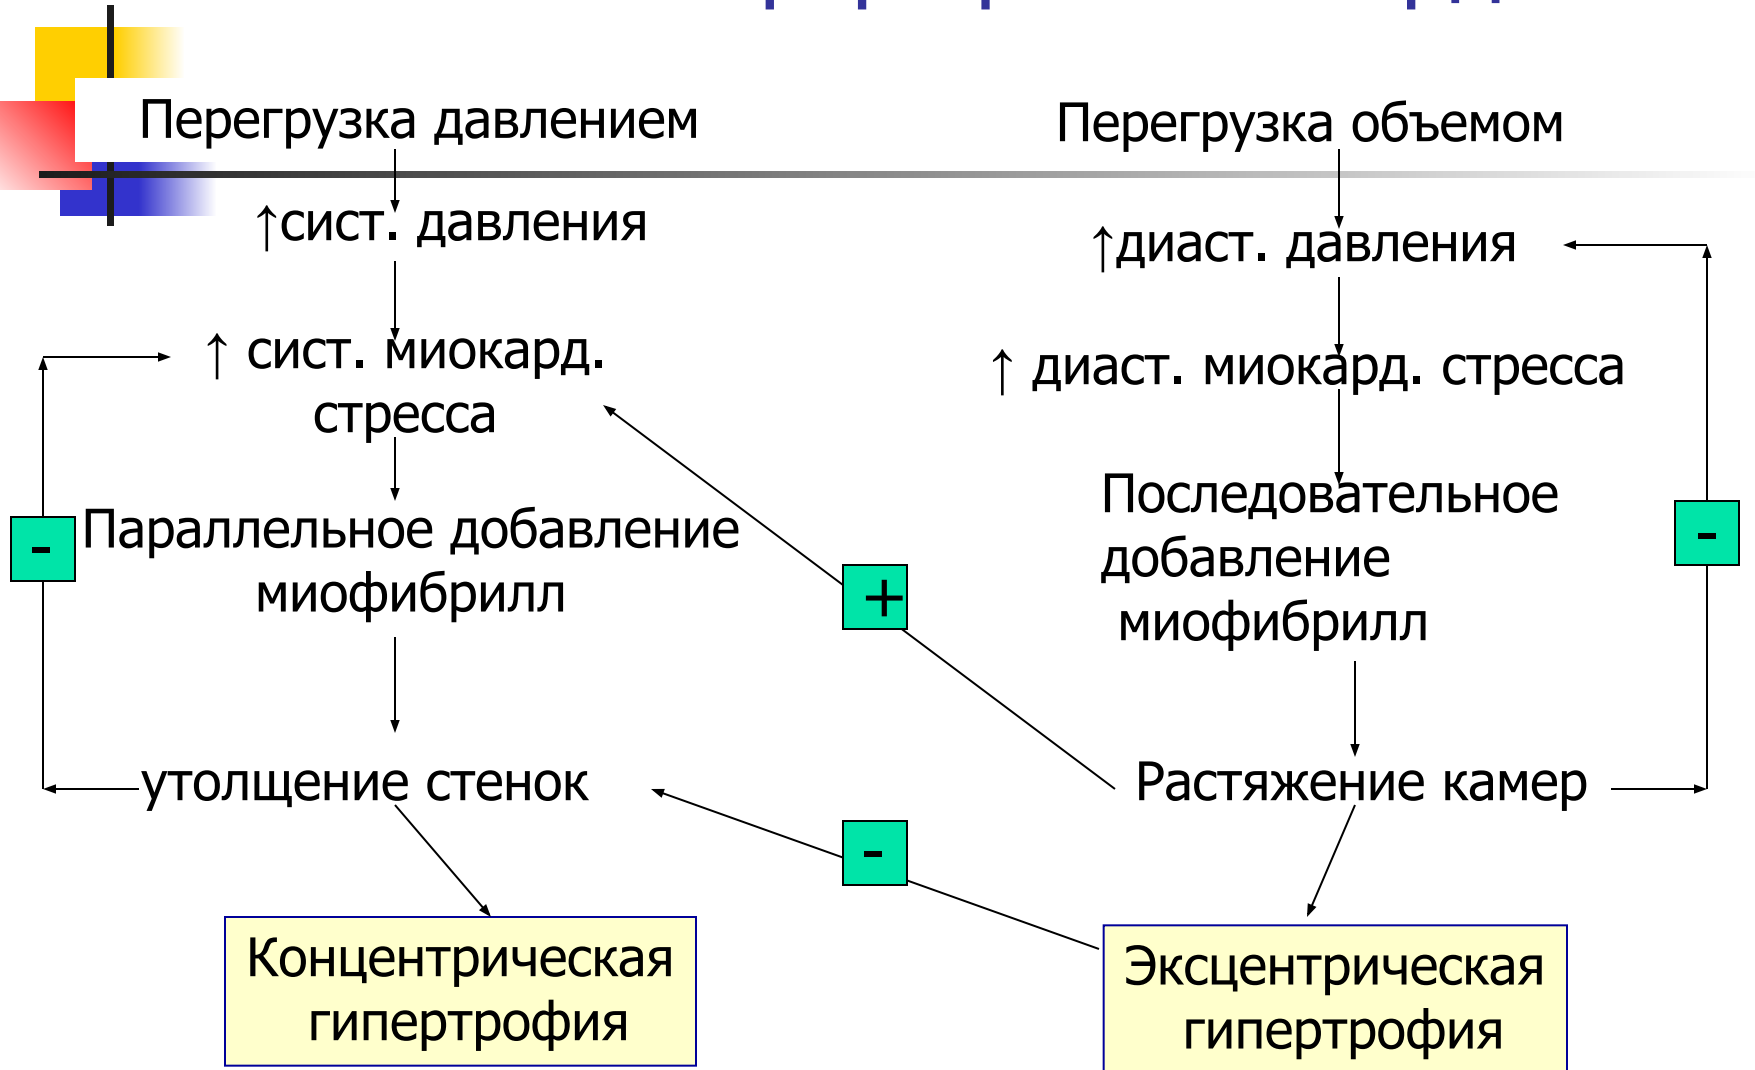 Перегрузка давлением
↑сист. давления
↑ сист. миокард.
стресса
Параллельное добавление
миофибрилл
утолщение стенок
Концентрическая
гипертрофия
-
+
-
Перегрузка объемом
↑диаст. давления
↑ диаст. миокард. стресса
Последовательное
добавление
миофибрилл
Растяжение камер
Эксцентрическая
гипертрофия
-